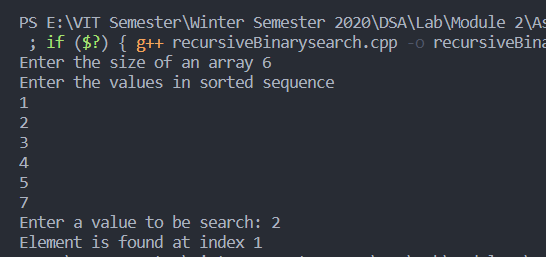 PS E:\VIT Semester\Winter Semester 2020\DSA\Lab\Module 2\As
; if ($?) { g++ recursiveBinarysearch.cpp -o recursiveBina
Enter the size of an array 6
Enter the values in sorted sequence
1
2
3
4
5
7
Enter a value to be search: 2
Element is found at index 1